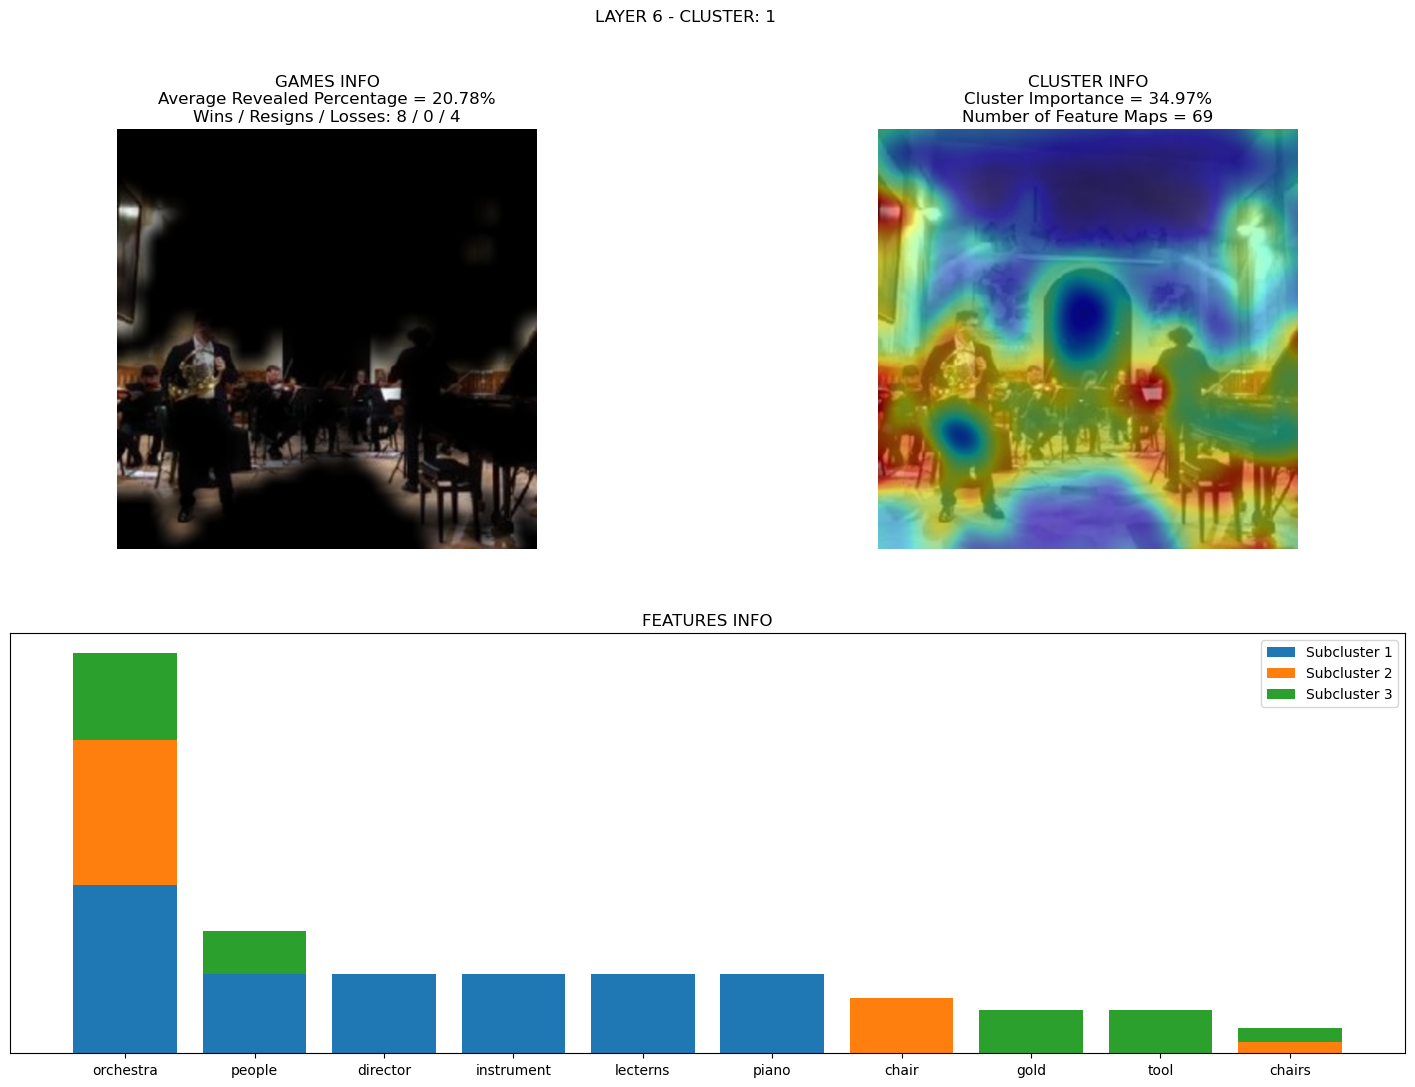 LAYER 6 - CLUSTER: 1
GAMES INFO
Average Revealed Percentage = 20.78%
Wins / Resigns / Losses: 8 / 0 / 4
CLUSTER INFO
Cluster Importance = 34.97%
Number of Feature Maps = 69
FEATURES INFO
Subcluster 1
Subcluster 2
Subcluster 3
orchestra people director instrument lecterns piano chair gold tool chairs